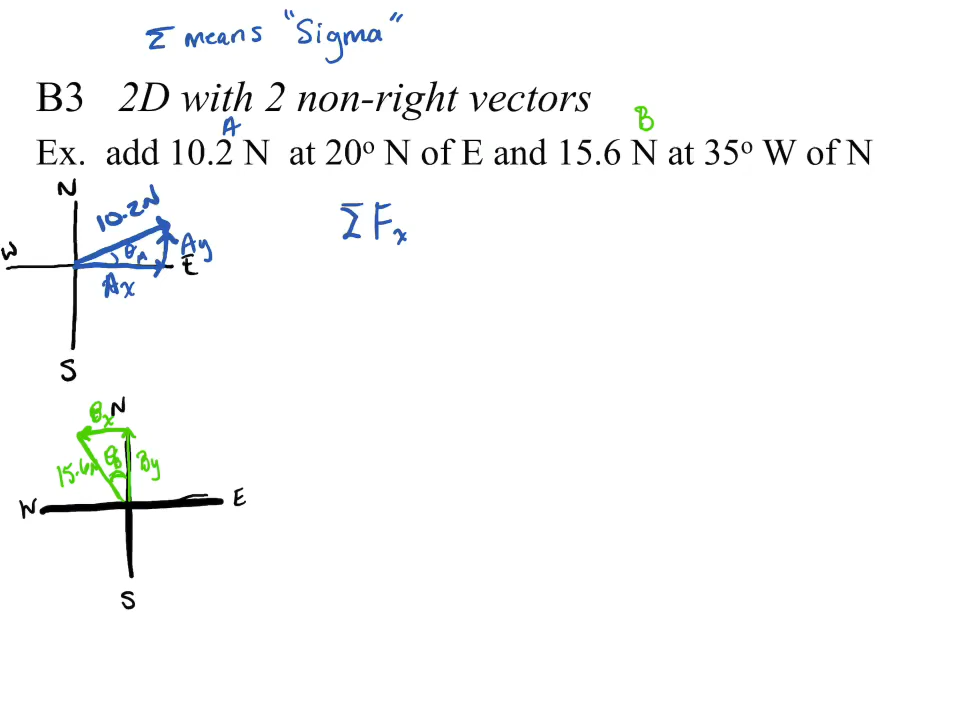 Σ means "Sigma"
B3 2D with 2 non-right vectors
A
B
Ex. add 10.2 N at 20° N of E and 15.6 N at 35° W of N
N
10.2N
ΣFx
W
θA
Ay
E
Ax
S
Bx
N
15.6N
θB
By
W
E
S